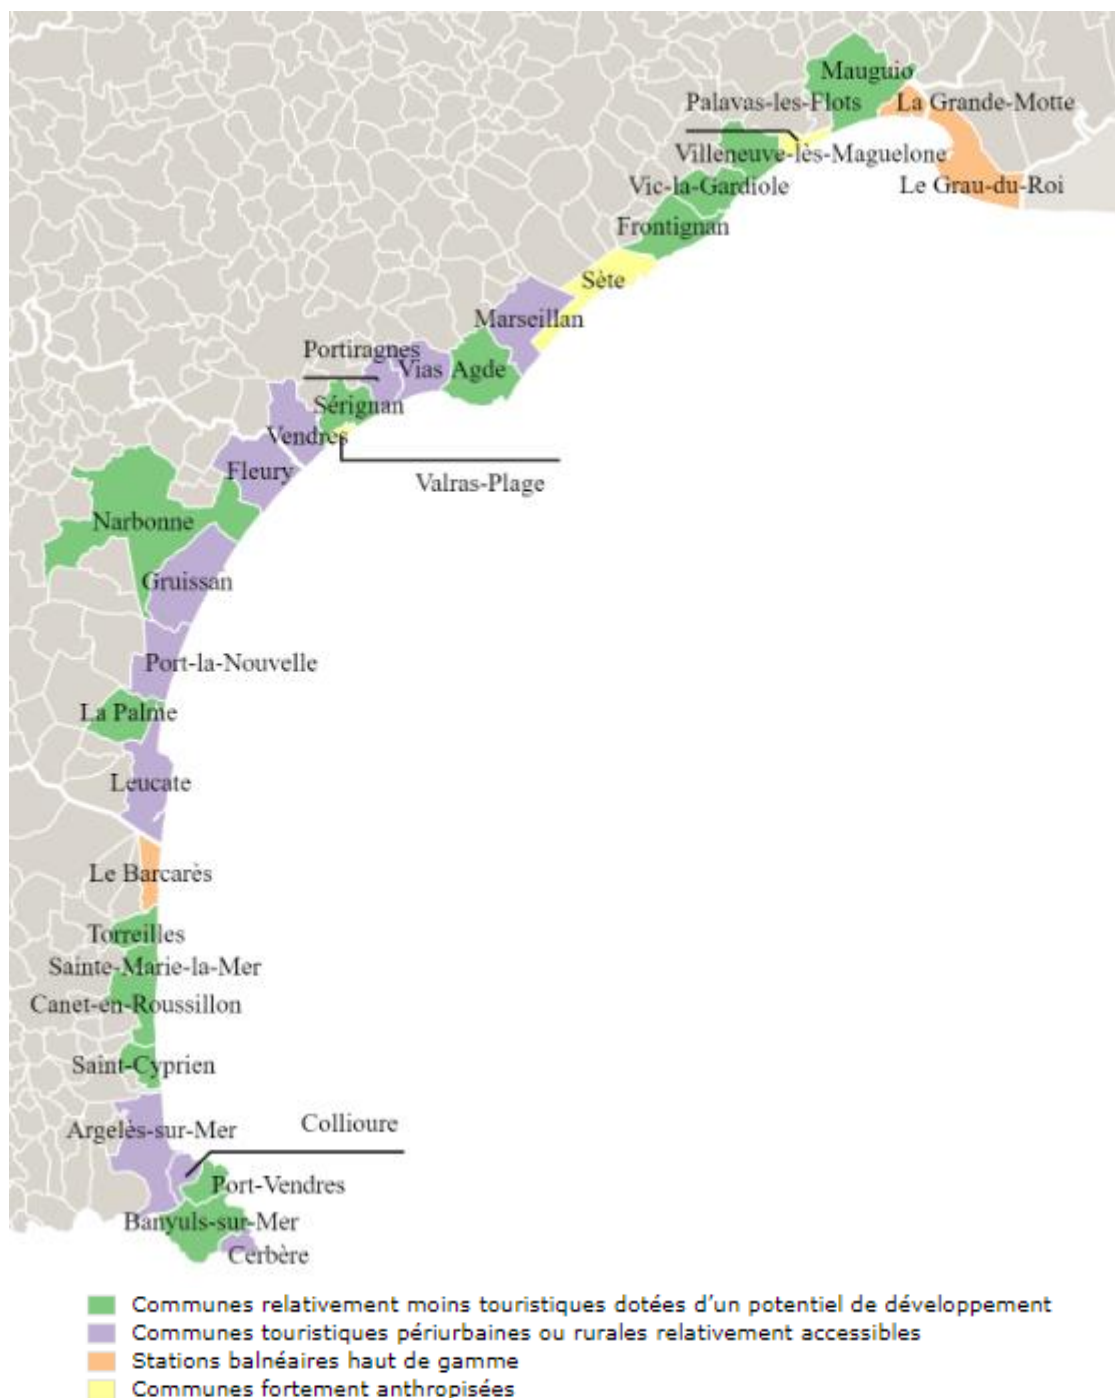 Mauguio
Palavas-les-Flots
La Grande-Motte
Villeneuve-lès-Maguelone
Vic-la-Gardiole
Le Grau-du-Roi
Frontignan
Sète
Marseillan
Portiragnes
Vias
Agde
Sérignan
Vendres
Fleury
Valras-Plage
Narbonne
Gruissan
Port-la-Nouvelle
La Palme
Leucate
Le Barcarès
Torreilles
Sainte-Marie-la-Mer
Canet-en-Roussillon
Saint-Cyprien
Collioure
Argelès-sur-Mer
Port-Vendres
Banyuls-sur-Mer
Cerbère
Communes relativement moins touristiques dotées d’un potentiel de développement
Communes touristiques périurbaines ou rurales relativement accessibles
Stations balnéaires haut de gamme
Communes fortement anthropisées